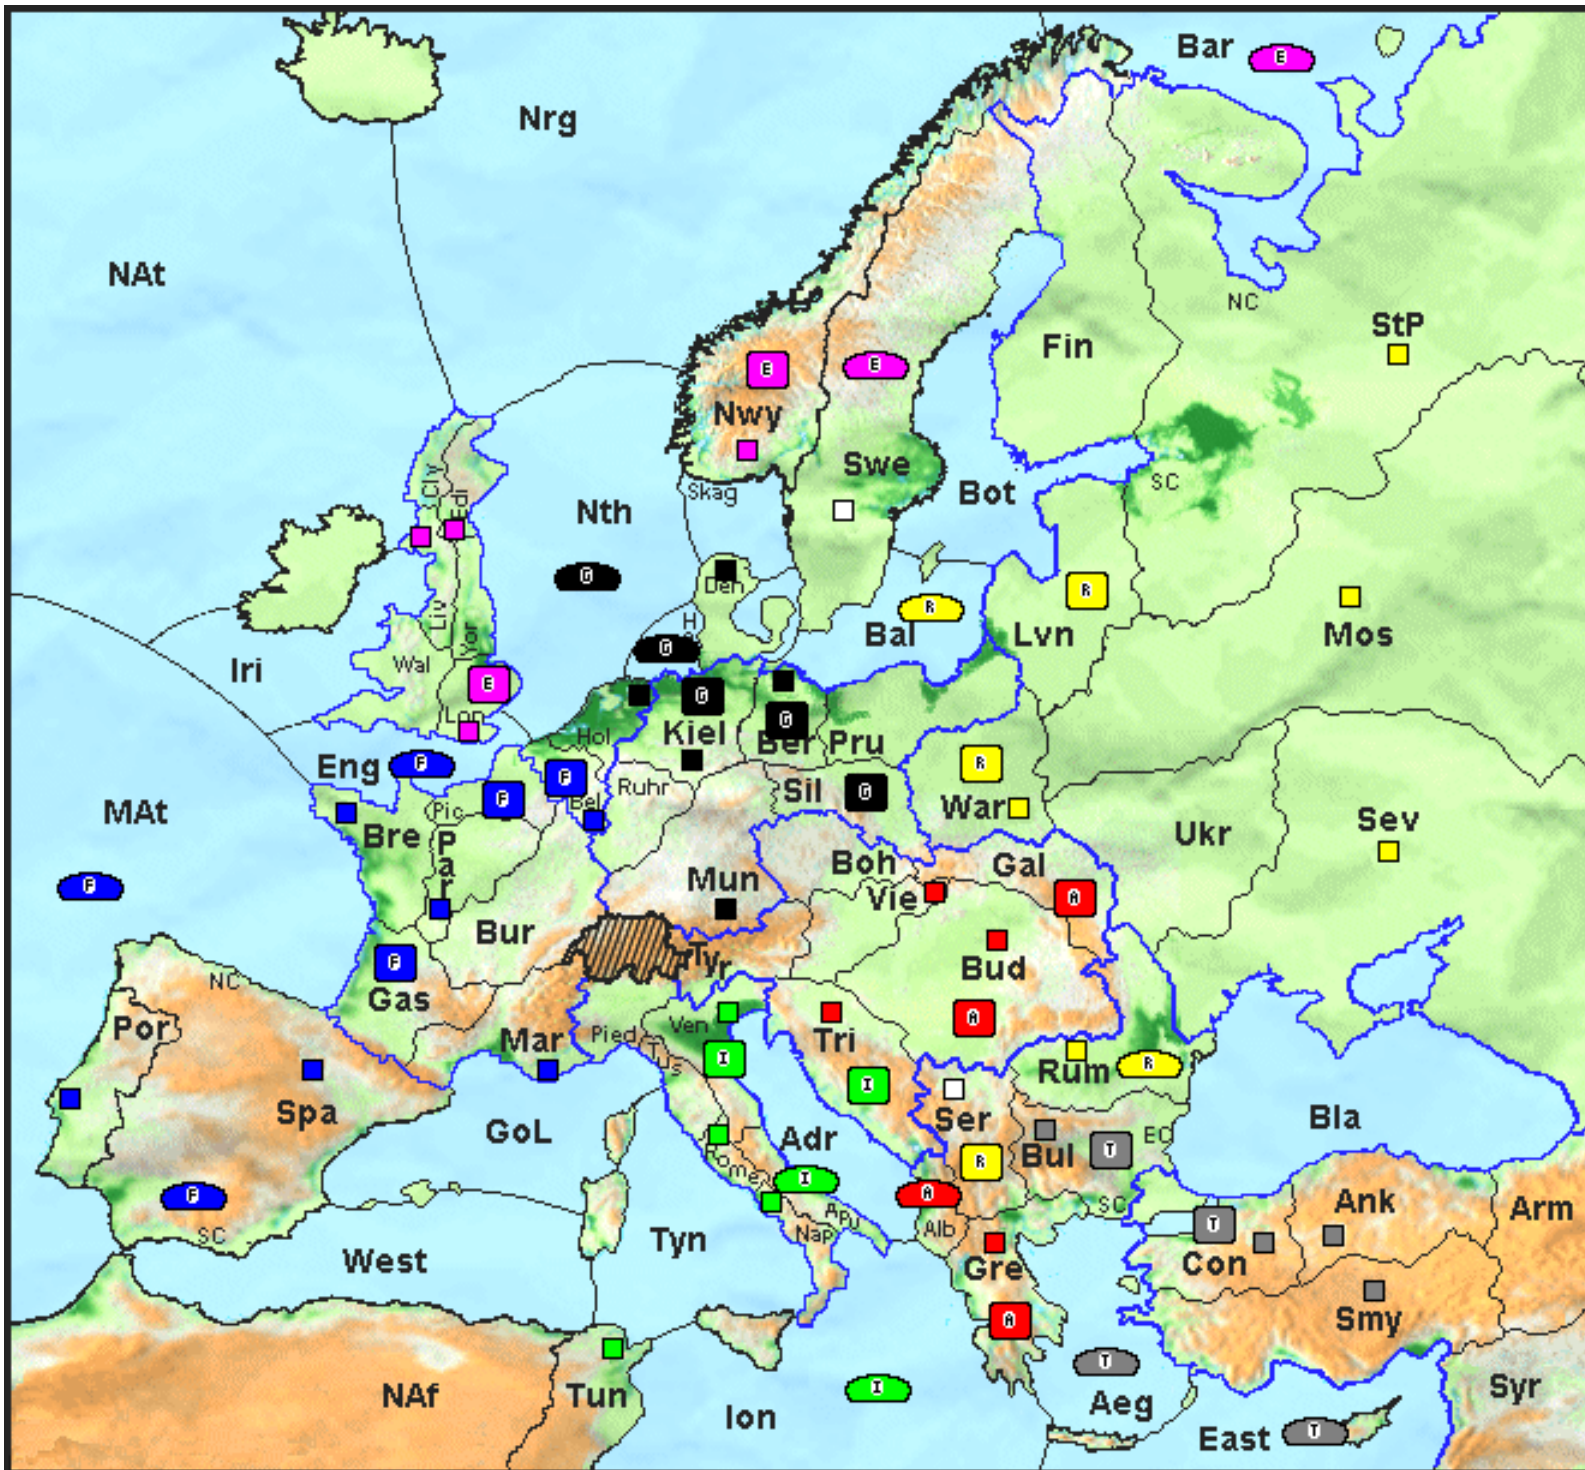 Bar
E
Nrg
NAt
NC
StP
Fin
E
E
Nwy
Swe
Skag
Bot
SC
Cly
Edi
Nth
G
Den
R
R
Bal
Lvn
Mos
H
Liv
Yor
Wal
Iri
G
E
G
Lon
Hol
Kiel
G
Ber
Pru
Eng
F
F
F
Bel
Ruhr
Sil
G
R
War
MAt
Pic
Bre
Par
Ukr
Sev
Boh
Gal
F
Mun
Vie
A
Bur
Bud
Tyr
F
Gas
NC
Por
Mar
Pied
Ven
Tri
A
Tus
I
I
Rum
R
Spa
GoL
Ser
Bla
Adr
Bul
EC
T
Rome
R
F
I
A
SC
Apu
Nap
Alb
SC
Ank
Arm
T
Tyn
West
Gre
Con
Smy
A
T
NAf
Tun
I
Ion
Aeg
Syr
East
T